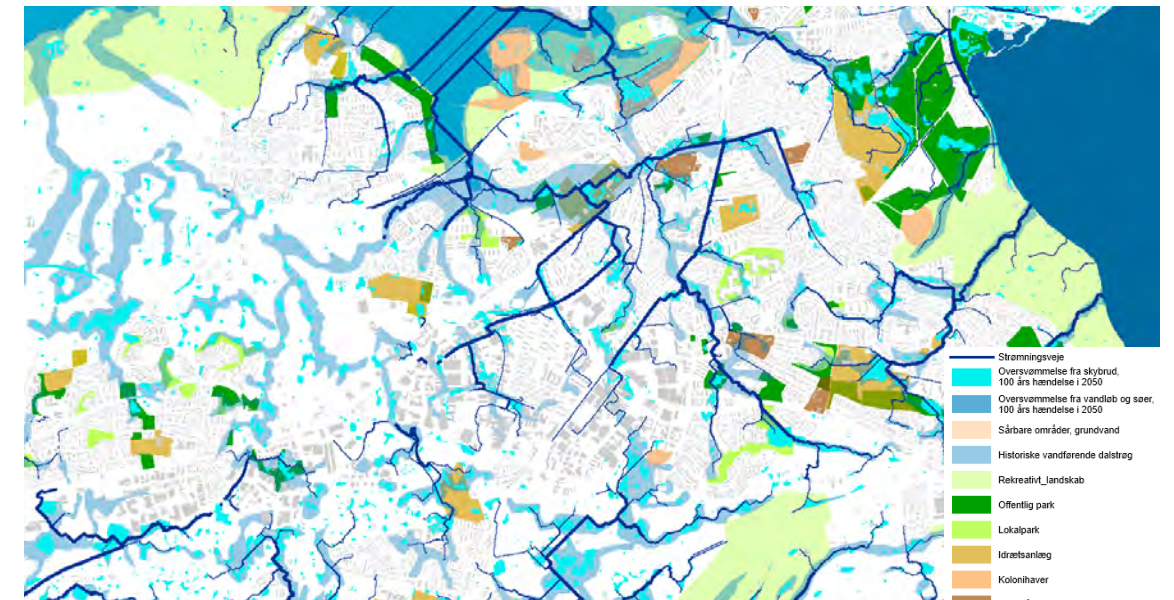 Strømningsveje
Oversvømmelse fra skybrud,
100 års hændelse i 2050
Oversvømmelse fra vandløb og søer,
100 års hændelse i 2050
Sårbare områder, grundvand
Historiske vandførende dalstrøg
Rekreativt_landskab
Offentlig park
Lokalpark
Idrætsanlæg
Kolonihaver